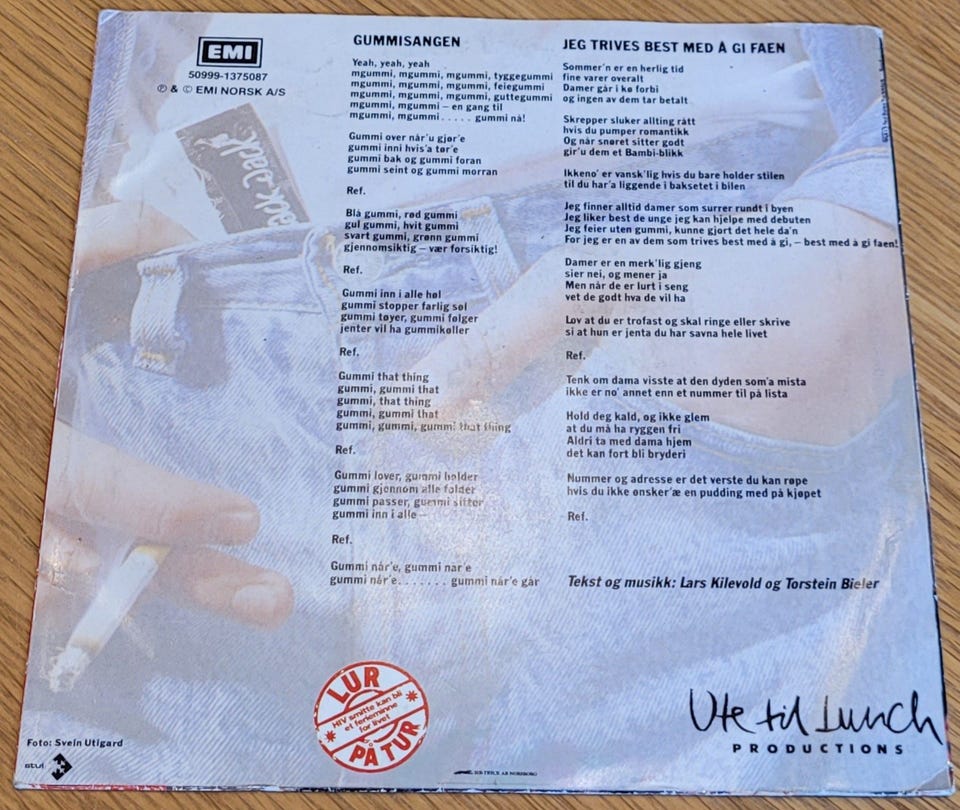 EMI
50999-1375087
℗ & © EMI NORSK A/S
GUMMISANGEN
Yeah, yeah, yeah
mgummi, mgummi, mgummi, tyggegummi
mgummi, mgummi, mgummi, feiegummi
mgummi, mgummi, mgummi, guttegummi
mgummi, mgummi – en gang til
mgummi, mgummi . . . . . gummi nå!
Gummi over når'u gjør'e
gummi inni hvis'a tør'e
gummi bak og gummi foran
gummi seint og gummi morran
Ref.
Blå gummi, rød gummi
gul gummi, hvit gummi
svart gummi, grønn gummi
gjennomsiktig – vær forsiktig!
Ref.
Gummi inn i alle høl
gummi stopper farlig søl
gummi tøyer, gummi følger
jenter vil ha gummikøller
Ref.
Gummi that thing
gummi, gummi that
gummi, that thing
gummi, gummi that
gummi, gummi, gummi that thing
Ref.
Gummi lover, gummi holder
gummi gjennom alle folder
gummi passer, gummi sitter
gummi inn i alle –
Ref.
Gummi når'e, gummi når'e
gummi når'e . . . . . . . gummi når'e går
JEG TRIVES BEST MED Å GI FAEN
Sommer'n er en herlig tid
fine varer overalt
Damer går i kø forbi
og ingen av dem tar betalt
Skrepper sluker allting rått
hvis du pumper romantikk
Og når snøret sitter godt
gir'u dem et Bambi-blikk
Ikkeno' er vansk'lig hvis du bare holder stilen
til du har'a liggende i baksetet i bilen
Jeg finner alltid damer som surrer rundt i byen
Jeg liker best de unge jeg kan hjelpe med debuten
Jeg feier uten gummi, kunne gjort det hele da'n
For jeg er en av dem som trives best med å gi, – best med å gi faen!
Damer er en merk'lig gjeng
sier nei, og mener ja
Men når de er lurt i seng
vet de godt hva de vil ha
Lov at du er trofast og skal ringe eller skrive
si at hun er jenta du har savna hele livet
Ref.
Tenk om dama visste at den dyden som'a mista
ikke er no' annet enn et nummer til på lista
Hold deg kald, og ikke glem
at du må ha ryggen fri
Aldri ta med dama hjem
det kan fort bli bryderi
Nummer og adresse er det verste du kan røpe
hvis du ikke ønsker'æ en pudding med på kjøpet
Ref.
Tekst og musikk: Lars Kilevold og Torstein Bieler
LUR
HIV smitte kan bli
et ferieminne
for livet
PÅ TUR
Ute til Lunch
PRODUCTIONS
Foto: Svein Utigard